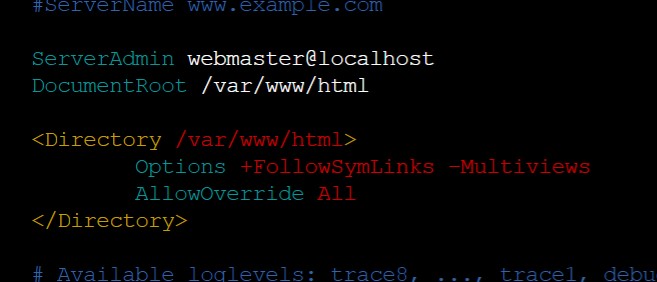 #ServerName www.example.com
ServerAdmin webmaster@localhost
DocumentRoot /var/www/html
<Directory /var/www/html>
Options +FollowSymLinks -Multiviews
AllowOverride All
</Directory>
# Available loglevels: trace8, ..., trace1, debu